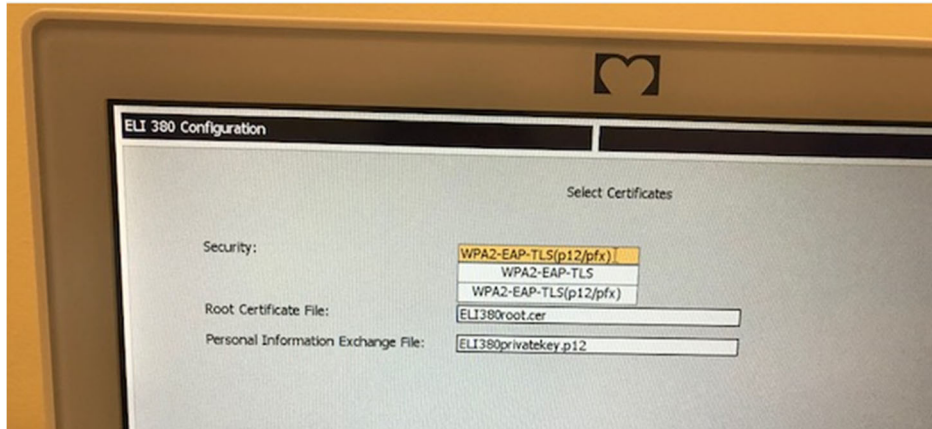 ELI 380 Configuration
Select Certificates
Security:
WPA2-EAP-TLS(p12/pfx)
WPA2-EAP-TLS
WPA2-EAP-TLS(p12/pfx)
Root Certificate File:
ELI380root.cer
Personal Information Exchange File:
ELI380privatekey.p12